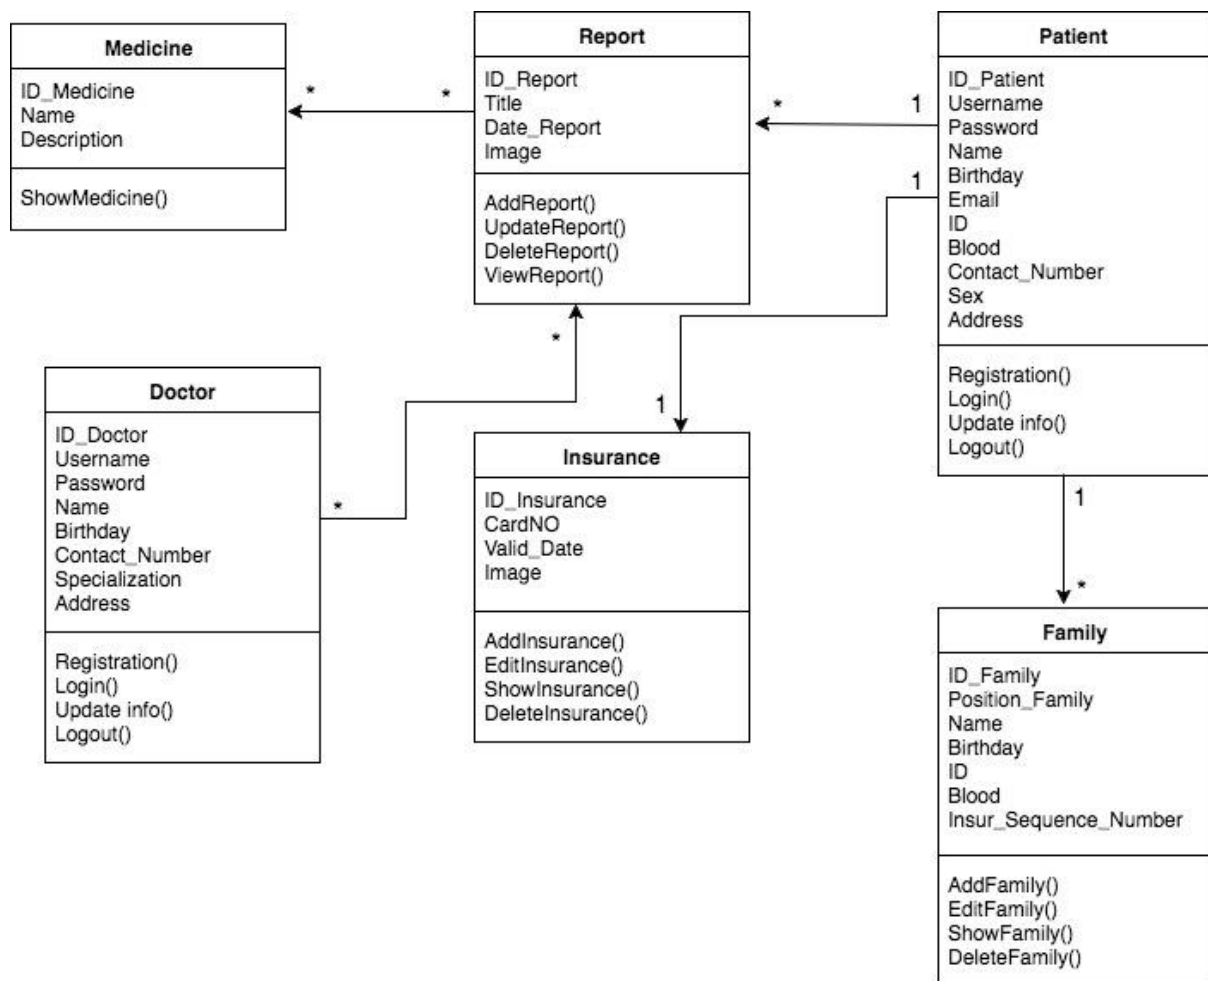 Medicine
ID_Medicine
Name
Description
ShowMedicine()
*
*
Report
ID_Report
Title
Date_Report
Image
AddReport()
UpdateReport()
DeleteReport()
ViewReport()
*
1
Patient
ID_Patient
Username
Password
Name
Birthday
Email
ID
Blood
Contact_Number
Sex
Address
Registration()
Login()
Update info()
Logout()
1
1
*
*
Doctor
ID_Doctor
Username
Password
Name
Birthday
Contact_Number
Specialization
Address
Registration()
Login()
Update info()
Logout()
Insurance
ID_Insurance
CardNO
Valid_Date
Image
AddInsurance()
EditInsurance()
ShowInsurance()
DeleteInsurance()
1
*
Family
ID_Family
Position_Family
Name
Birthday
ID
Blood
Insur_Sequence_Number
AddFamily()
EditFamily()
ShowFamily()
DeleteFamily()